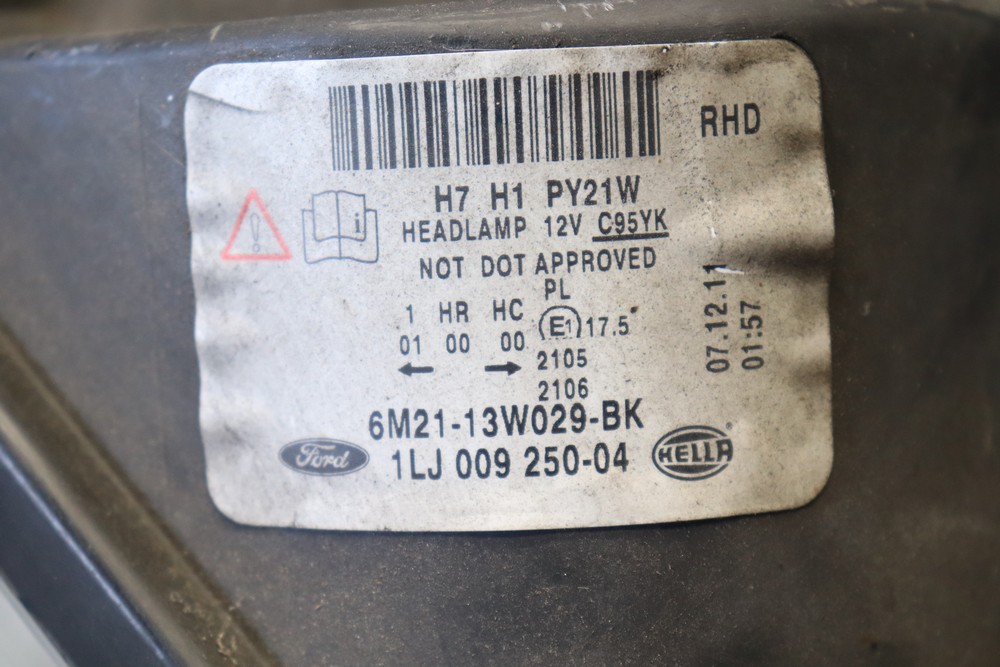 RHD
H7 H1 PY21W
HEADLAMP 12V C95YK
NOT DOT APPROVED
PL
1 HR HC E1 17.5
01 00 00
2105
2106
07.12.11
01:57
6M21-13W029-BK
Ford 1LJ 009 250-04 HELLA